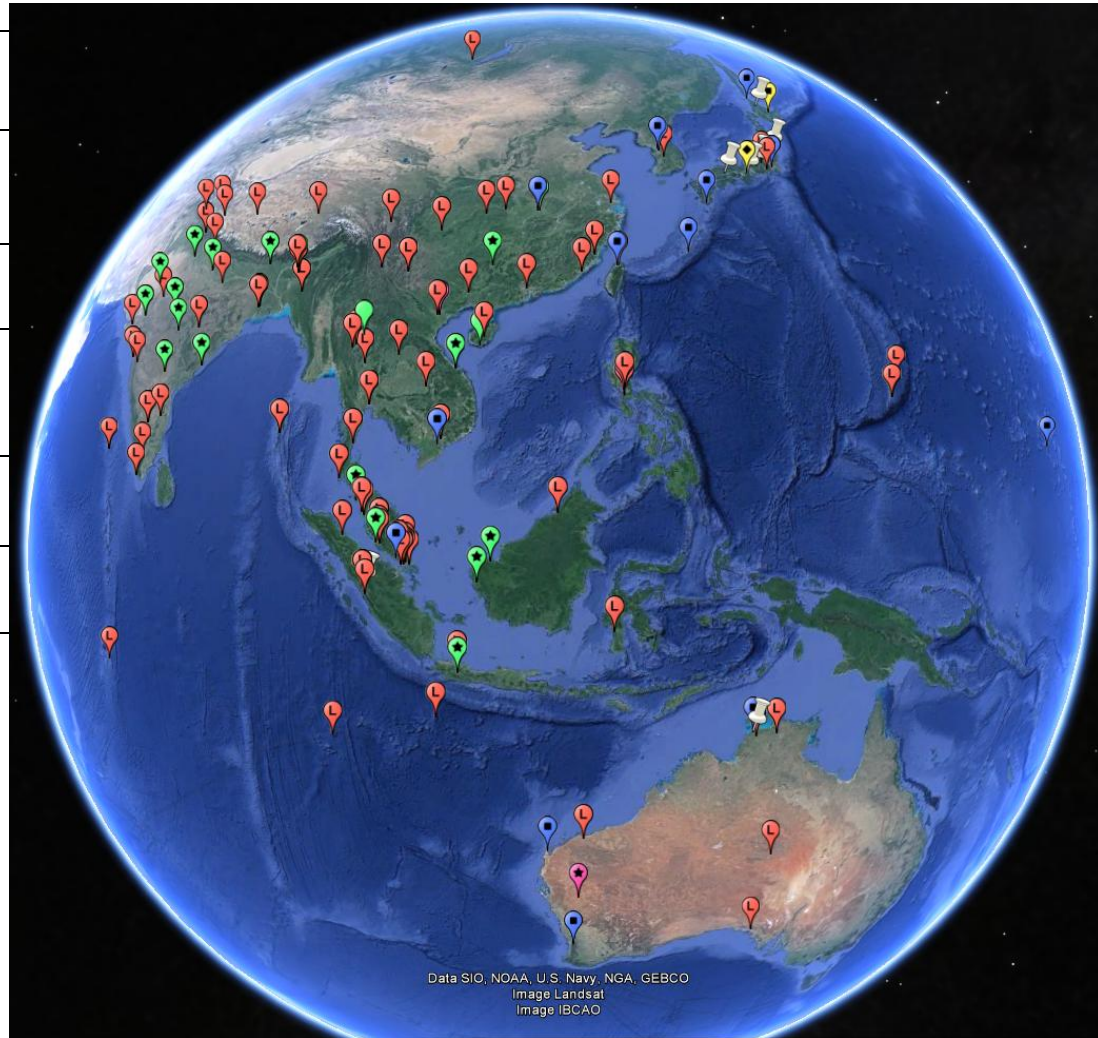 Data SIO, NOAA, U.S. Navy, NGA, GEBCO
Image Landsat
Image IBCAO